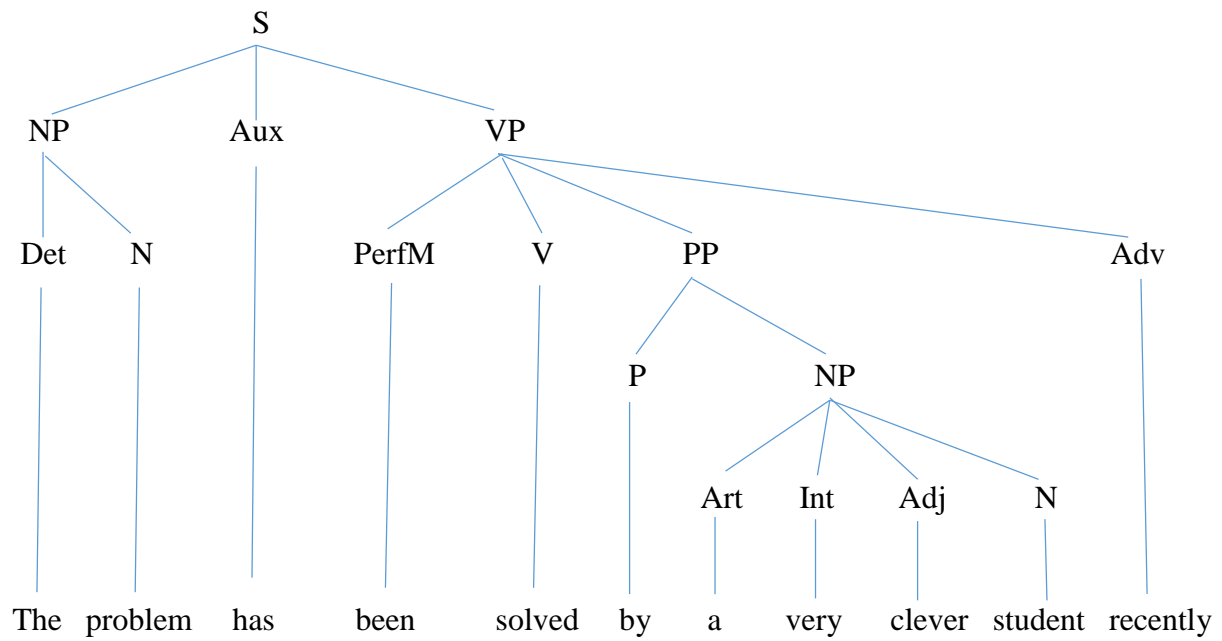 S
NP Aux VP
Det N PerfM V PP Adv
P NP
Art Int Adj N
The problem has been solved by a very clever student recently